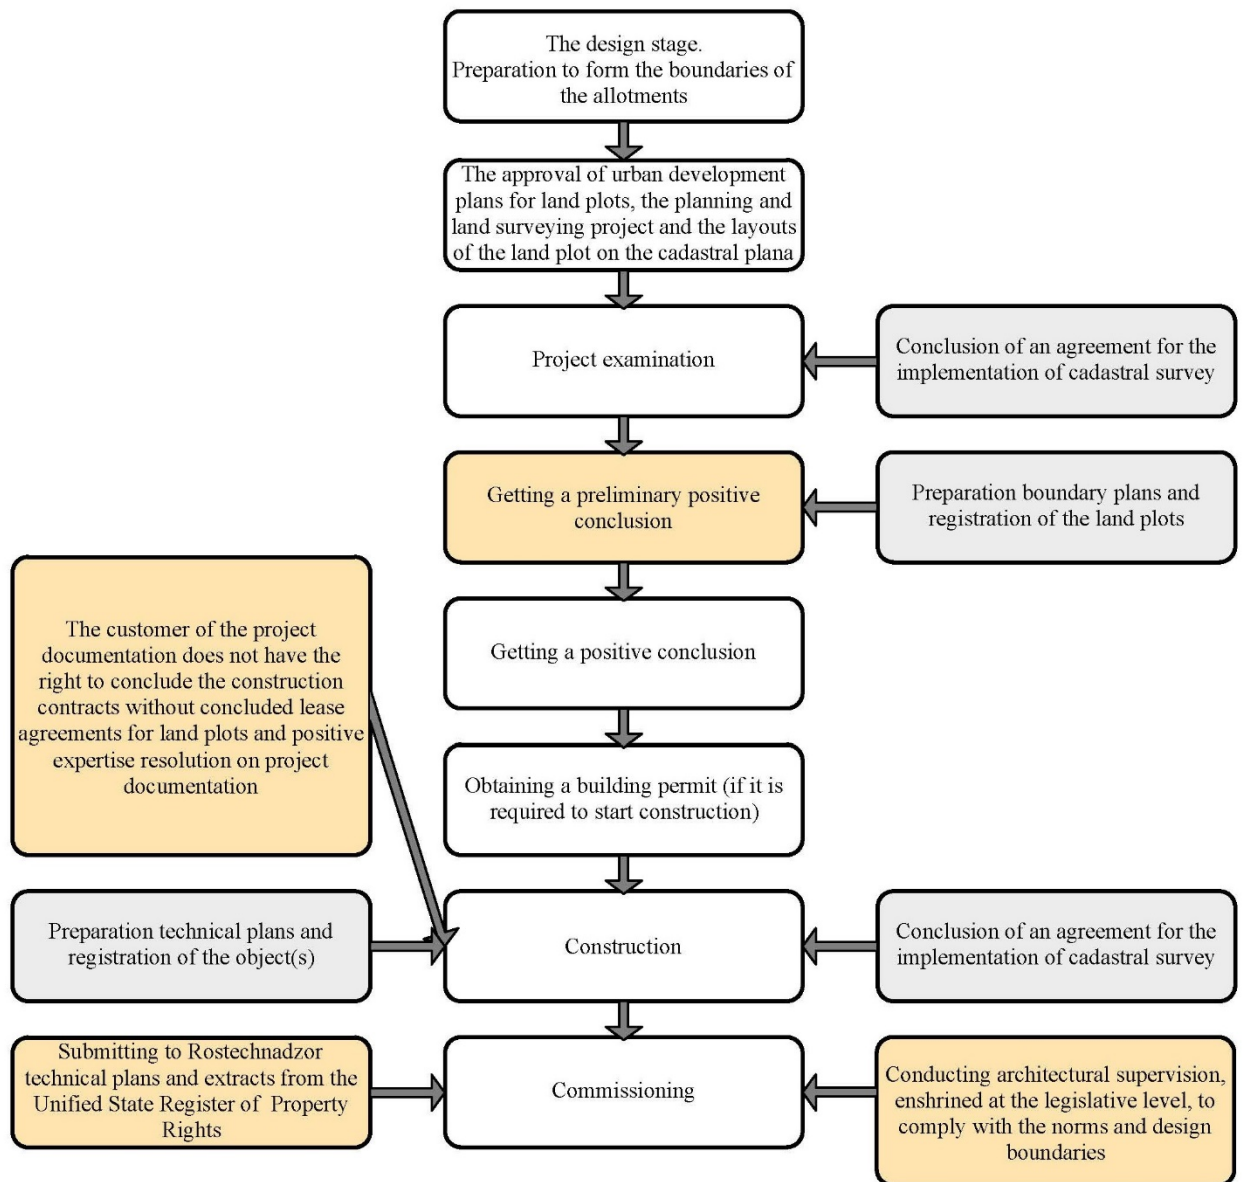 The design stage.
Preparation to form the boundaries of
the allotments
The approval of urban development
plans for land plots, the planning and
land surveying project and the layouts
of the land plot on the cadastral plana
Project examination
Conclusion of an agreement for the
implementation of cadastral survey
Getting a preliminary positive
conclusion
Preparation boundary plans and
registration of the land plots
The customer of the project
documentation does not have the
right to conclude the construction
contracts without concluded lease
agreements for land plots and positive
expertise resolution on project
documentation
Getting a positive conclusion
Obtaining a building permit (if it is
required to start construction)
Preparation technical plans and
registration of the object(s)
Construction
Conclusion of an agreement for the
implementation of cadastral survey
Submitting to Rostechnadzor
technical plans and extracts from the
Unified State Register of Property
Rights
Commissioning
Conducting architectural supervision,
enshrined at the legislative level, to
comply with the norms and design
boundaries